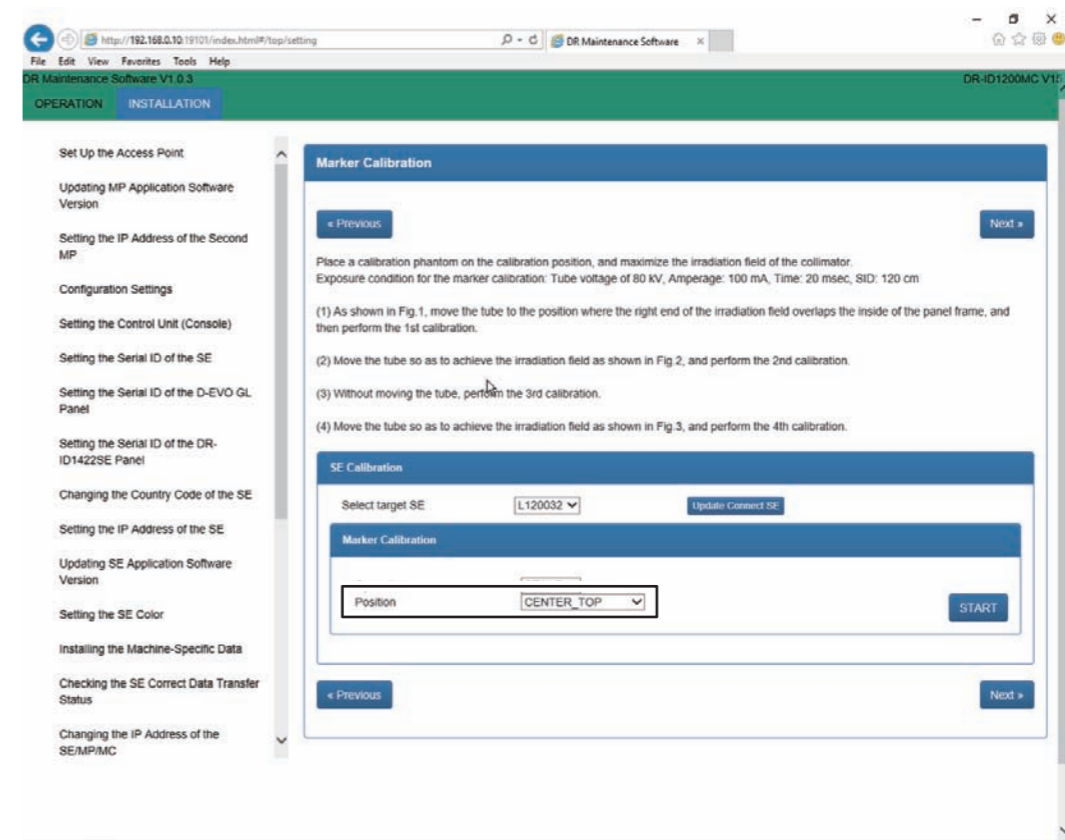 http://192.168.0.10:19101/index.html#/top/setting
DR Maintenance Software
File Edit View Favorites Tools Help
DR Maintenance Software V1.0.3
DR-ID1200MC V15
OPERATION INSTALLATION
Set Up the Access Point
Updating MP Application Software
Version
Setting the IP Address of the Second
MP
Configuration Settings
Setting the Control Unit (Console)
Setting the Serial ID of the SE
Setting the Serial ID of the D-EVO GL
Panel
Setting the Serial ID of the DR-
ID1422SE Panel
Changing the Country Code of the SE
Setting the IP Address of the SE
Updating SE Application Software
Version
Setting the SE Color
Installing the Machine-Specific Data
Checking the SE Correct Data Transfer
Status
Changing the IP Address of the
SE/MP/MC
Marker Calibration
« Previous
Next »
Place a calibration phantom on the calibration position, and maximize the irradiation field of the collimator.
Exposure condition for the marker calibration: Tube voltage of 80 kV, Amperage: 100 mA, Time: 20 msec, SID: 120 cm
(1) As shown in Fig.1, move the tube to the position where the right end of the irradiation field overlaps the inside of the panel frame, and
then perform the 1st calibration.
(2) Move the tube so as to achieve the irradiation field as shown in Fig.2, and perform the 2nd calibration.
(3) Without moving the tube, perform the 3rd calibration.
(4) Move the tube so as to achieve the irradiation field as shown in Fig.3, and perform the 4th calibration.
SE Calibration
Select target SE
L120032
Update Connect SE
Marker Calibration
Position
CENTER_TOP
START
« Previous
Next »